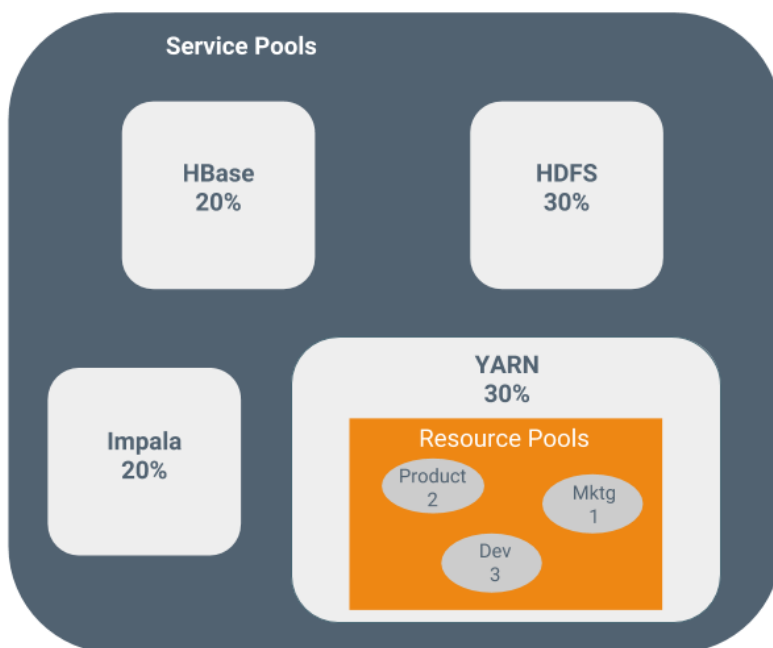 Service Pools
HBase
20%
HDFS
30%
Impala
20%
YARN
30%
Resource Pools
Product
2
Mktg
1
Dev
3